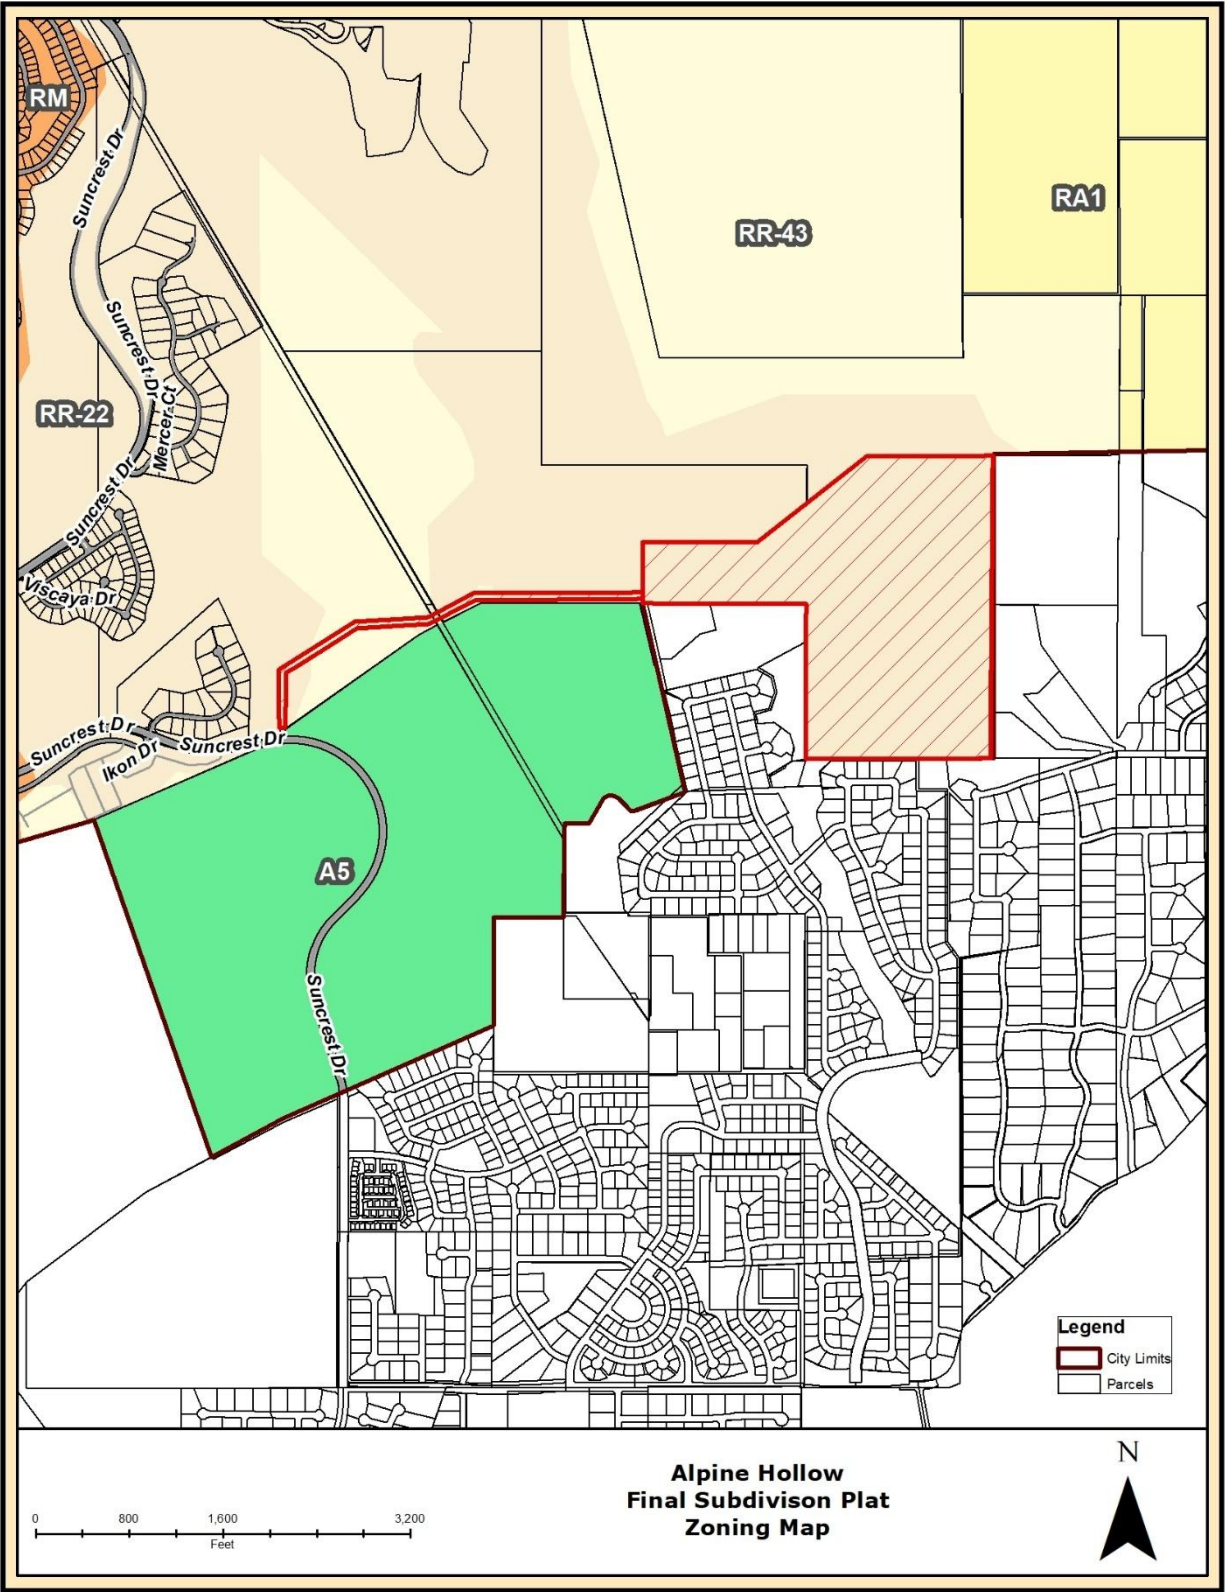 RM
Suncrest Dr
RA1
RR-43
Suncrest Dr
RR-22
Mercer Ct
Suncrest Dr
Viscaya Dr
Suncrest Dr
Ikon Dr
Suncrest Dr
A5
Suncrest Dr
Legend
City Limits
Parcels
Alpine Hollow
Final Subdivison Plat
Zoning Map
N
0 800 1,600 3,200
Feet